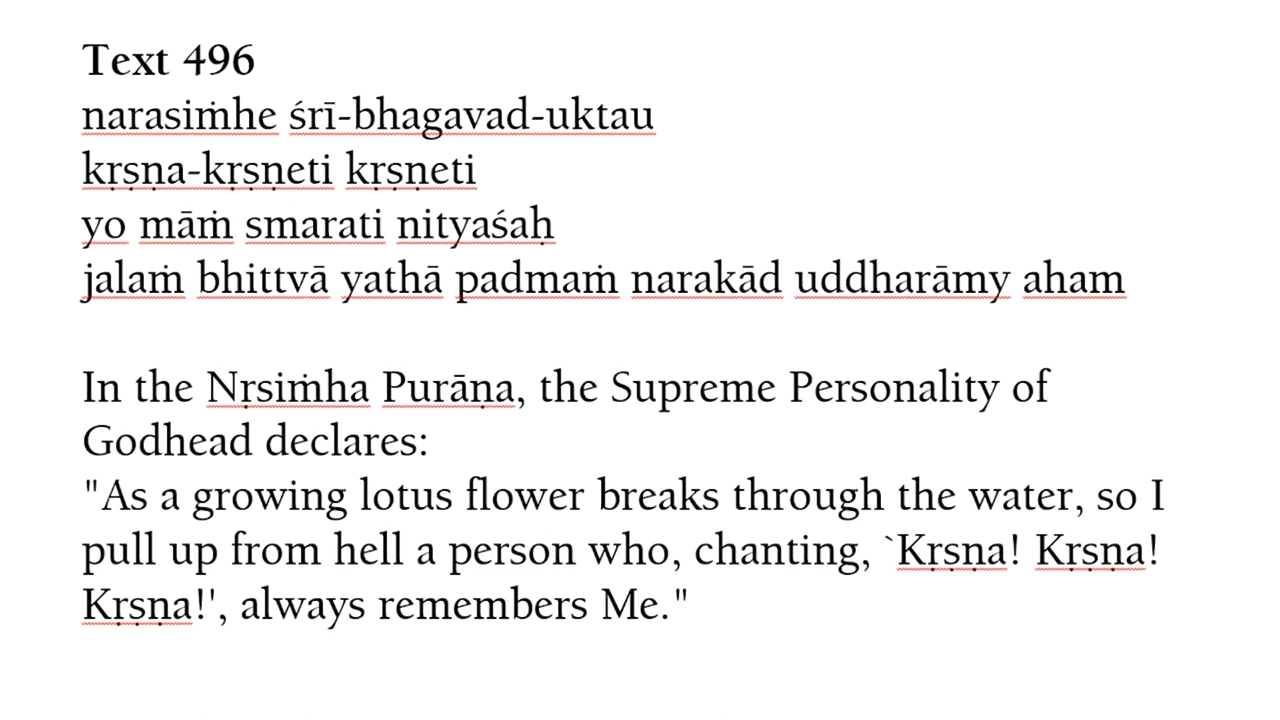 Text 496
narasiṁhe śrī-bhagavad-uktau
kṛṣṇa-kṛṣṇeti kṛṣṇeti
yo māṁ smarati nityaśaḥ
jalaṁ bhittvā yathā padmaṁ narakād uddharāmy aham
In the Nṛsiṁha Purāṇa, the Supreme Personality of
Godhead declares:
"As a growing lotus flower breaks through the water, so I
pull up from hell a person who, chanting, `Kṛṣṇa! Kṛṣṇa!
Kṛṣṇa!', always remembers Me."